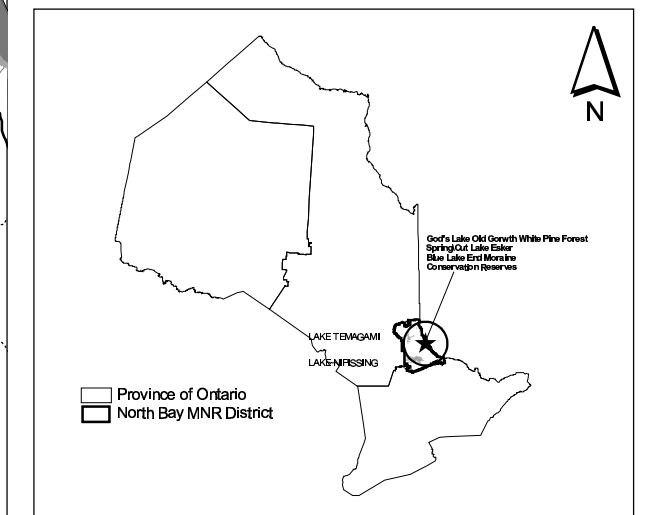 N
God's Lake Old Gorwth White Pine Forest
Spring\Cut Lake Esker
Blue Lake End Moraine
Conservation Reserves
LAKE TEMAGAMI
LAKE NIPISSING
Province of Ontario
North Bay MNR District